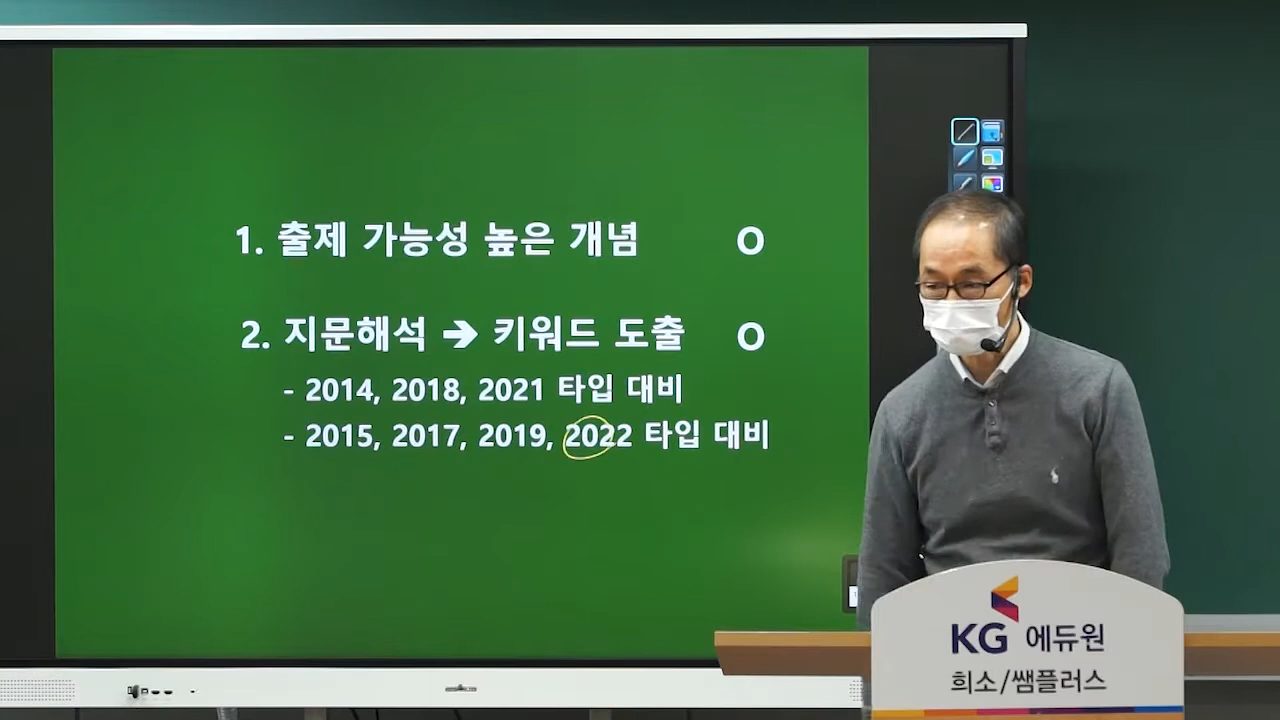 1. 출제 가능성 높은 개념 O
2. 지문해석 → 키워드 도출 O
- 2014, 2018, 2021 타입 대비
- 2015, 2017, 2019, 2022 타입 대비
KG 에듀원
희소/쌤플러스